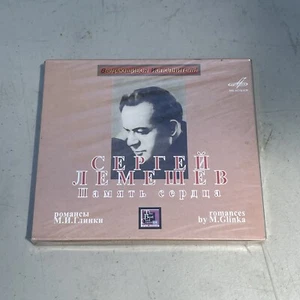 СЕРГЕЙ
ЛЕМЕШЕВ
Память сердца
романсы
М.И.Глинки
romances
by M.Glinka